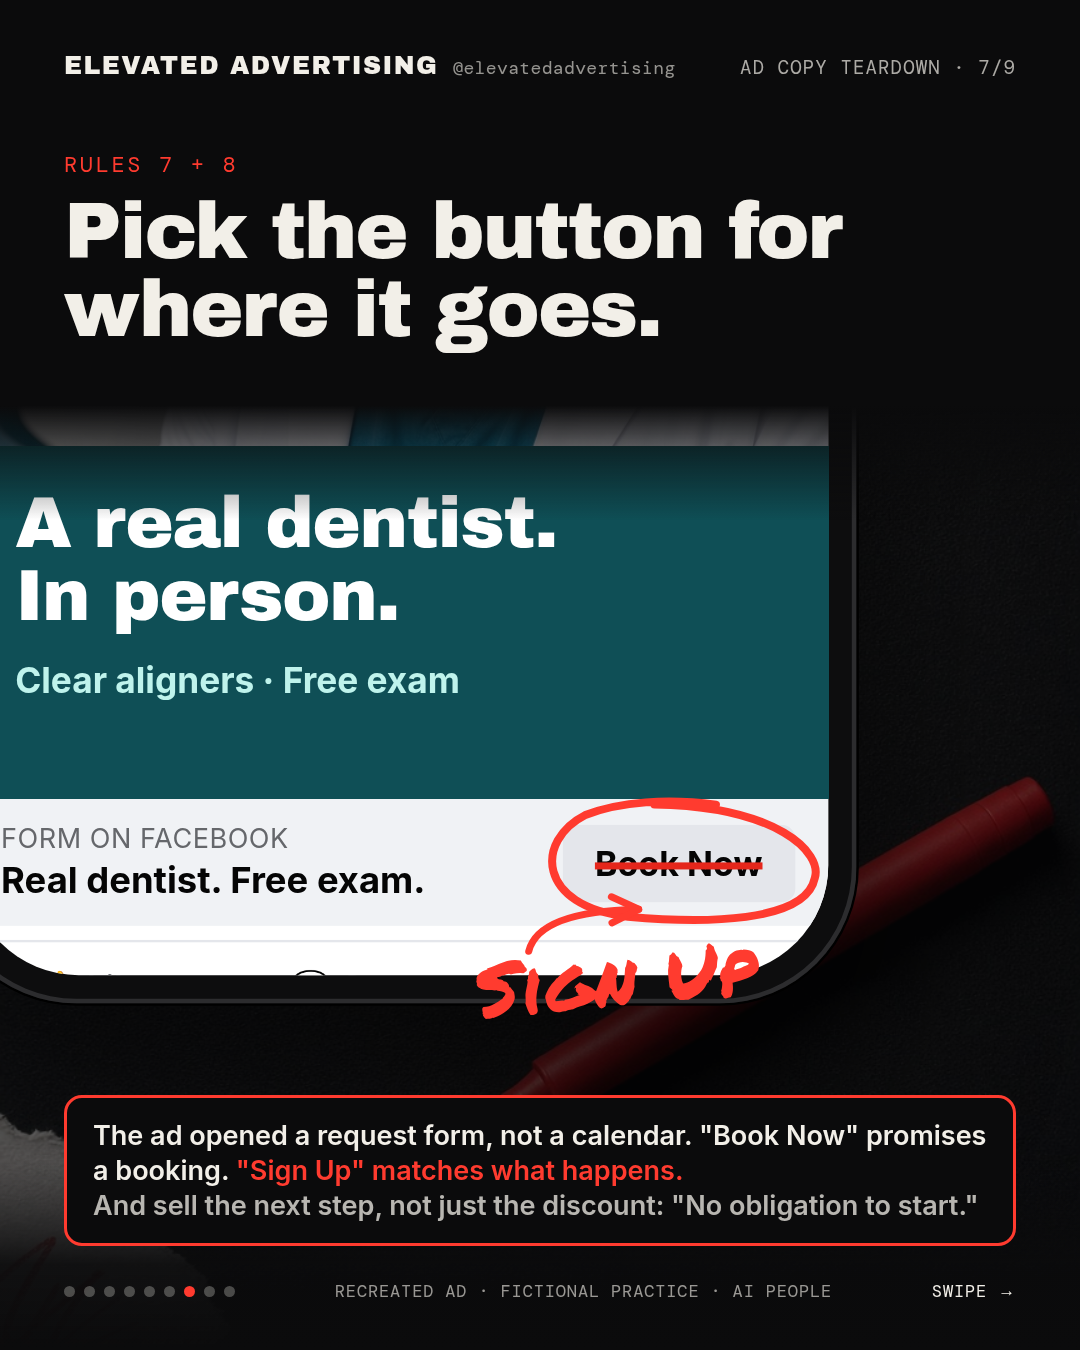 ELEVATED ADVERTISING @elevatedadvertising AD COPY TEARDOWN · 7/9
RULES 7 + 8
Pick the button for
where it goes.
A real dentist.
In person.
Clear aligners · Free exam
FORM ON FACEBOOK
Real dentist. Free exam.
Book Now
SIGN UP
The ad opened a request form, not a calendar. "Book Now" promises
a booking. "Sign Up" matches what happens.
And sell the next step, not just the discount: "No obligation to start."
RECREATED AD · FICTIONAL PRACTICE · AI PEOPLE
SWIPE →